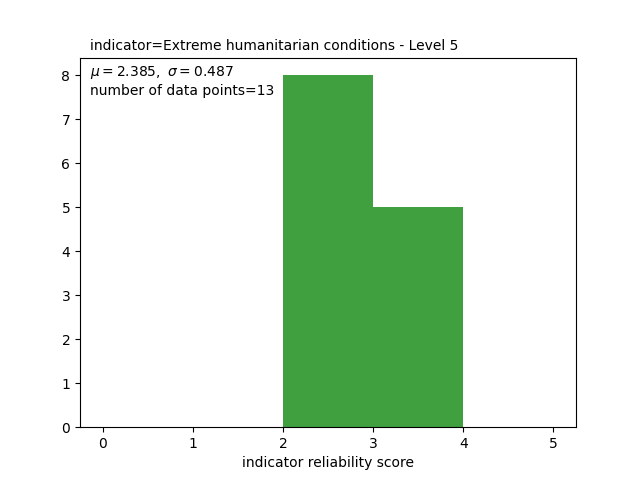 indicator=Extreme humanitarian conditions - Level 5
μ = 2.385, σ = 0.487
number of data points=13
8
7
6
5
4
3
2
1
0
0 1 2 3 4 5
indicator reliability score